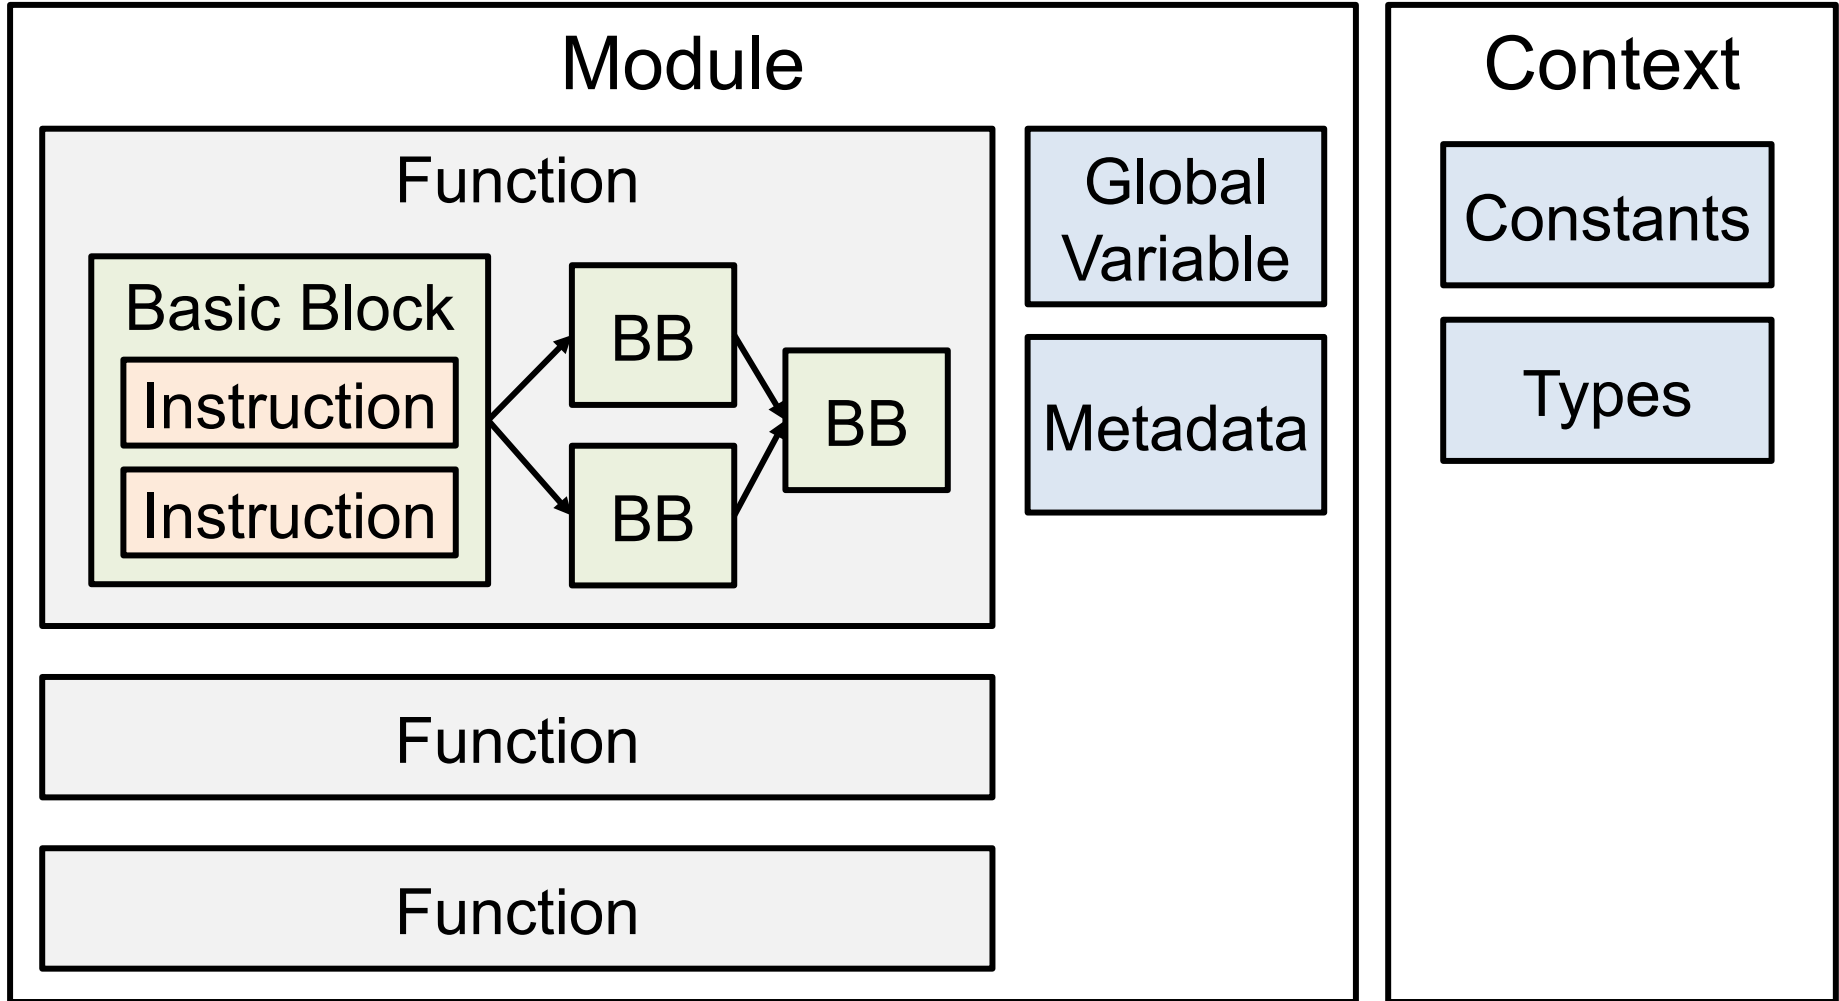 Module
Function
Basic Block
Instruction
Instruction
BB
BB
BB
Global
Variable
Metadata
Function
Function
Context
Constants
Types